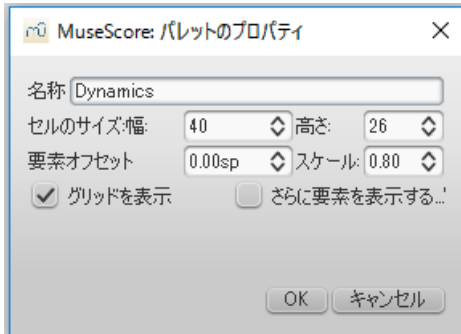 MuseScore: パレットのプロパティ
名称 Dynamics
セルのサイズ:幅: 40 高さ: 26
要素オフセット 0.00sp スケール: 0.80
グリッドを表示 さらに要素を表示する...'
OK キャンセル